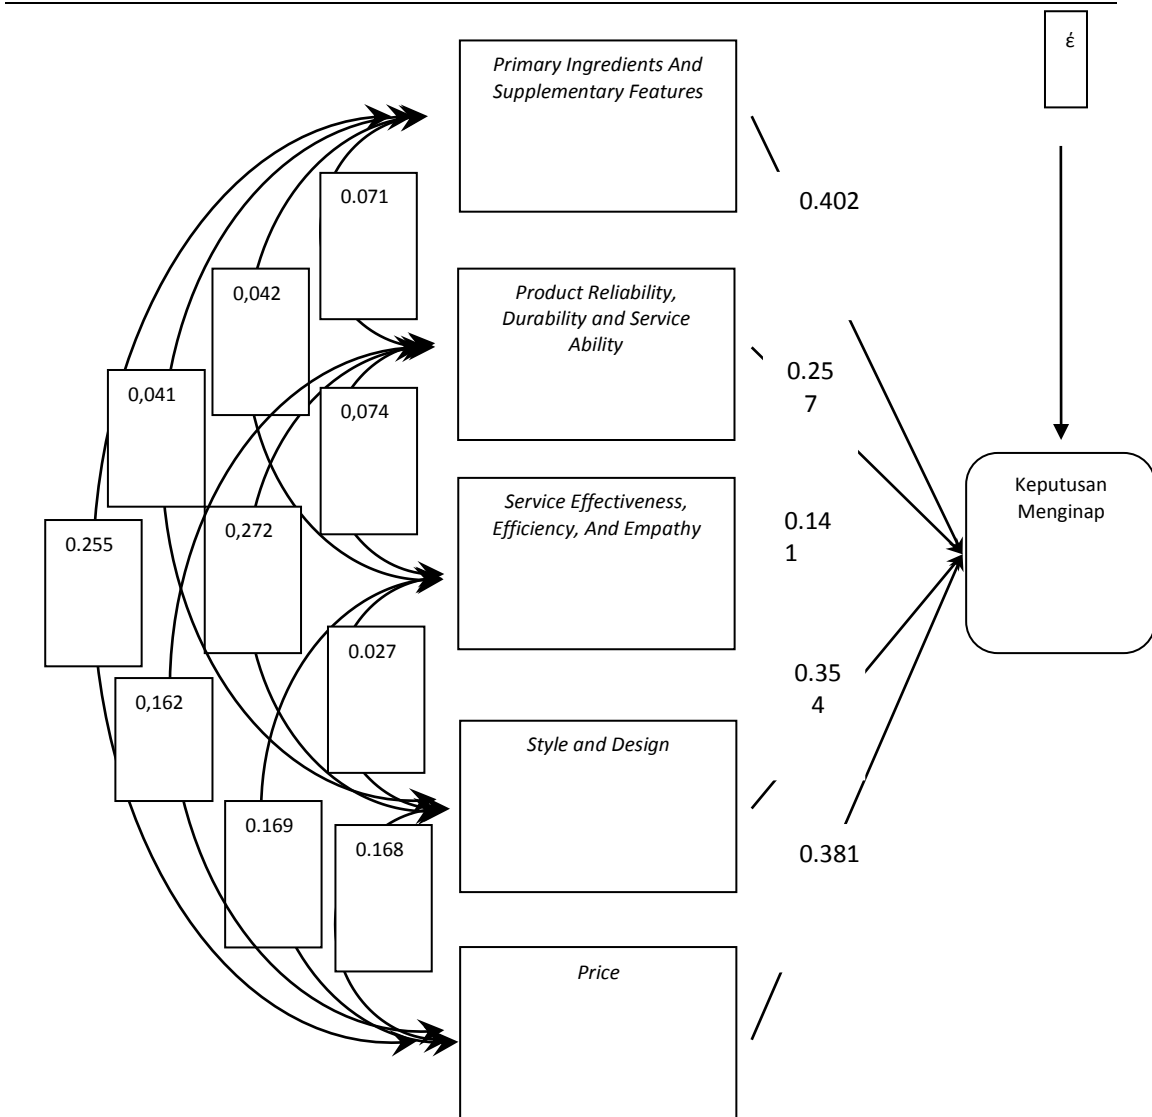 έ
Primary Ingredients And
Supplementary Features
0.071
0.402
0,042
Product Reliability,
Durability and Service
Ability
0,041
0,074
0.25
7
Keputusan
Menginap
Service Effectiveness,
Efficiency, And Empathy
0.14
1
0.255
0,272
0.027
0.35
4
0,162
Style and Design
0.169
0.168
0.381
Price